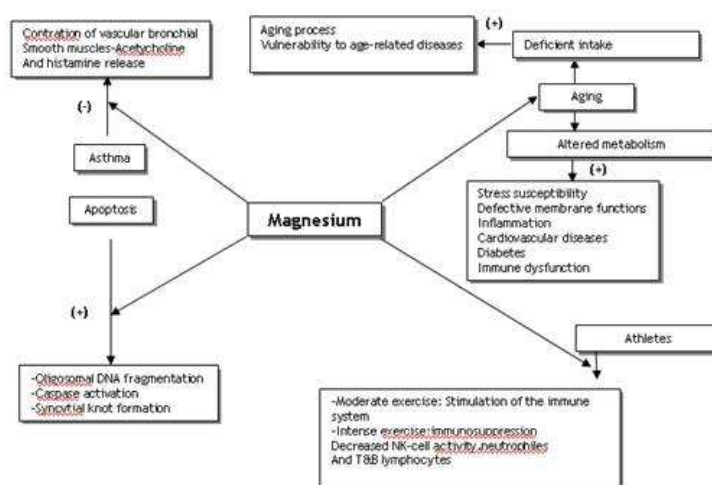 Contration of vascular bronchial
Smooth muscles-Acetycholine
And histamine release
(-)
Asthma
Apoptosis
(+)
-Oligosomal DNA fragmentation
-Caspase activation
-Syncytial knot formation
Magnesium
Aging process
Vulnerability to age-related diseases
(+)
Deficient intake
Aging
Altered metabolism
(+)
Stress susceptibility
Defective membrane functions
Inflammation
Cardiovascular diseases
Diabetes
Immune dysfunction
Athletes
-Moderate exercise: Stimulation of the immune
system
-Intense exercise:immunosuppression
Decreased NK-cell activity,neutrophiles
And T&B lymphocytes